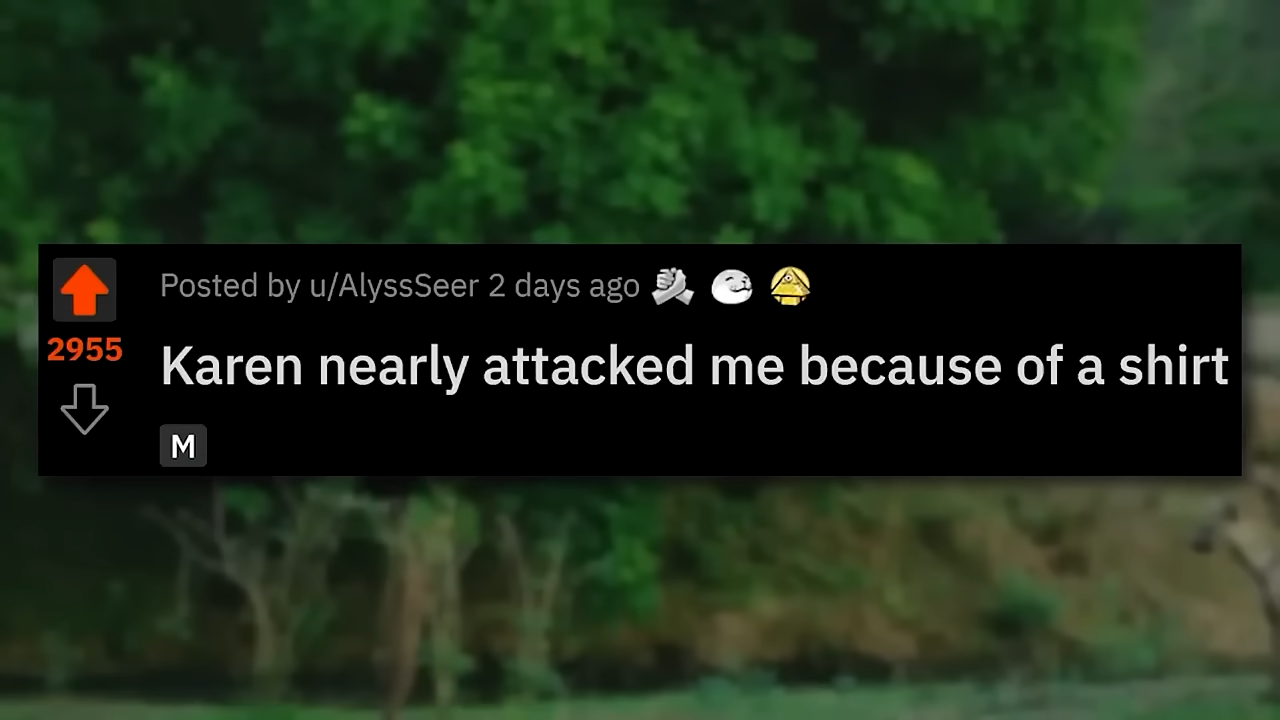 Posted by u/AlyssSeer 2 days ago
2955
Karen nearly attacked me because of a shirt
M